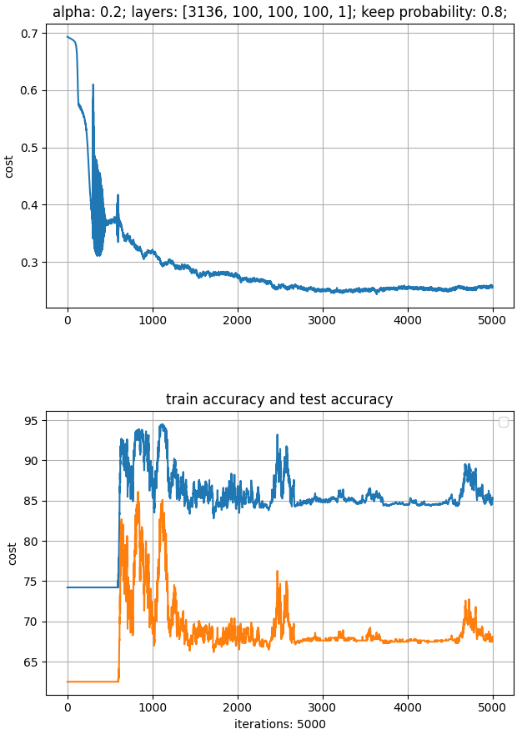 alpha: 0.2; layers: [3136, 100, 100, 100, 1]; keep probability: 0.8;
0.7
0.6
0.5
0.4
0.3
cost
0 1000 2000 3000 4000 5000
train accuracy and test accuracy
95
90
85
80
75
70
65
cost
0 1000 2000 3000 4000 5000
iterations: 5000